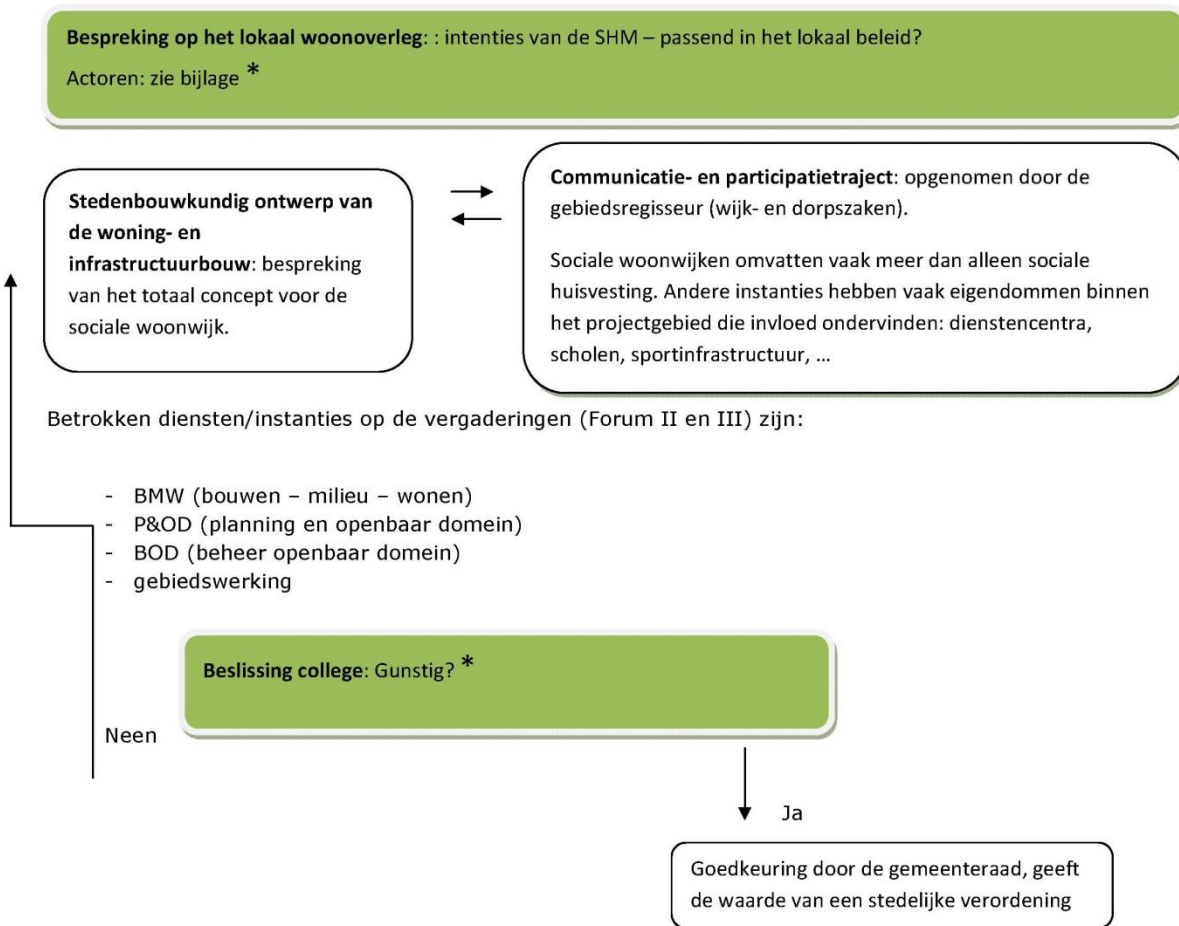 Bespreking op het lokaal woonoverleg: : intenties van de SHM – passend in het lokaal beleid?
Actoren: zie bijlage *
Stedenbouwkundig ontwerp van
de woning- en
infrastructuurbouw: bespreking
van het totaal concept voor de
sociale woonwijk.
Communicatie- en participatietraject: opgenomen door de
gebiedsregisseur (wijk- en dorpszaken).
Sociale woonwijken omvatten vaak meer dan alleen sociale
huisvesting. Andere instanties hebben vaak eigendommen binnen
het projectgebied die invloed ondervinden: dienstencentra,
scholen, sportinfrastructuur, …
Betrokken diensten/instanties op de vergaderingen (Forum II en III) zijn:
- BMW (bouwen – milieu – wonen)
- P&OD (planning en openbaar domein)
- BOD (beheer openbaar domein)
- gebiedswerking
Beslissing college: Gunstig? *
Neen
Ja
Goedkeuring door de gemeenteraad, geeft
de waarde van een stedelijke verordening